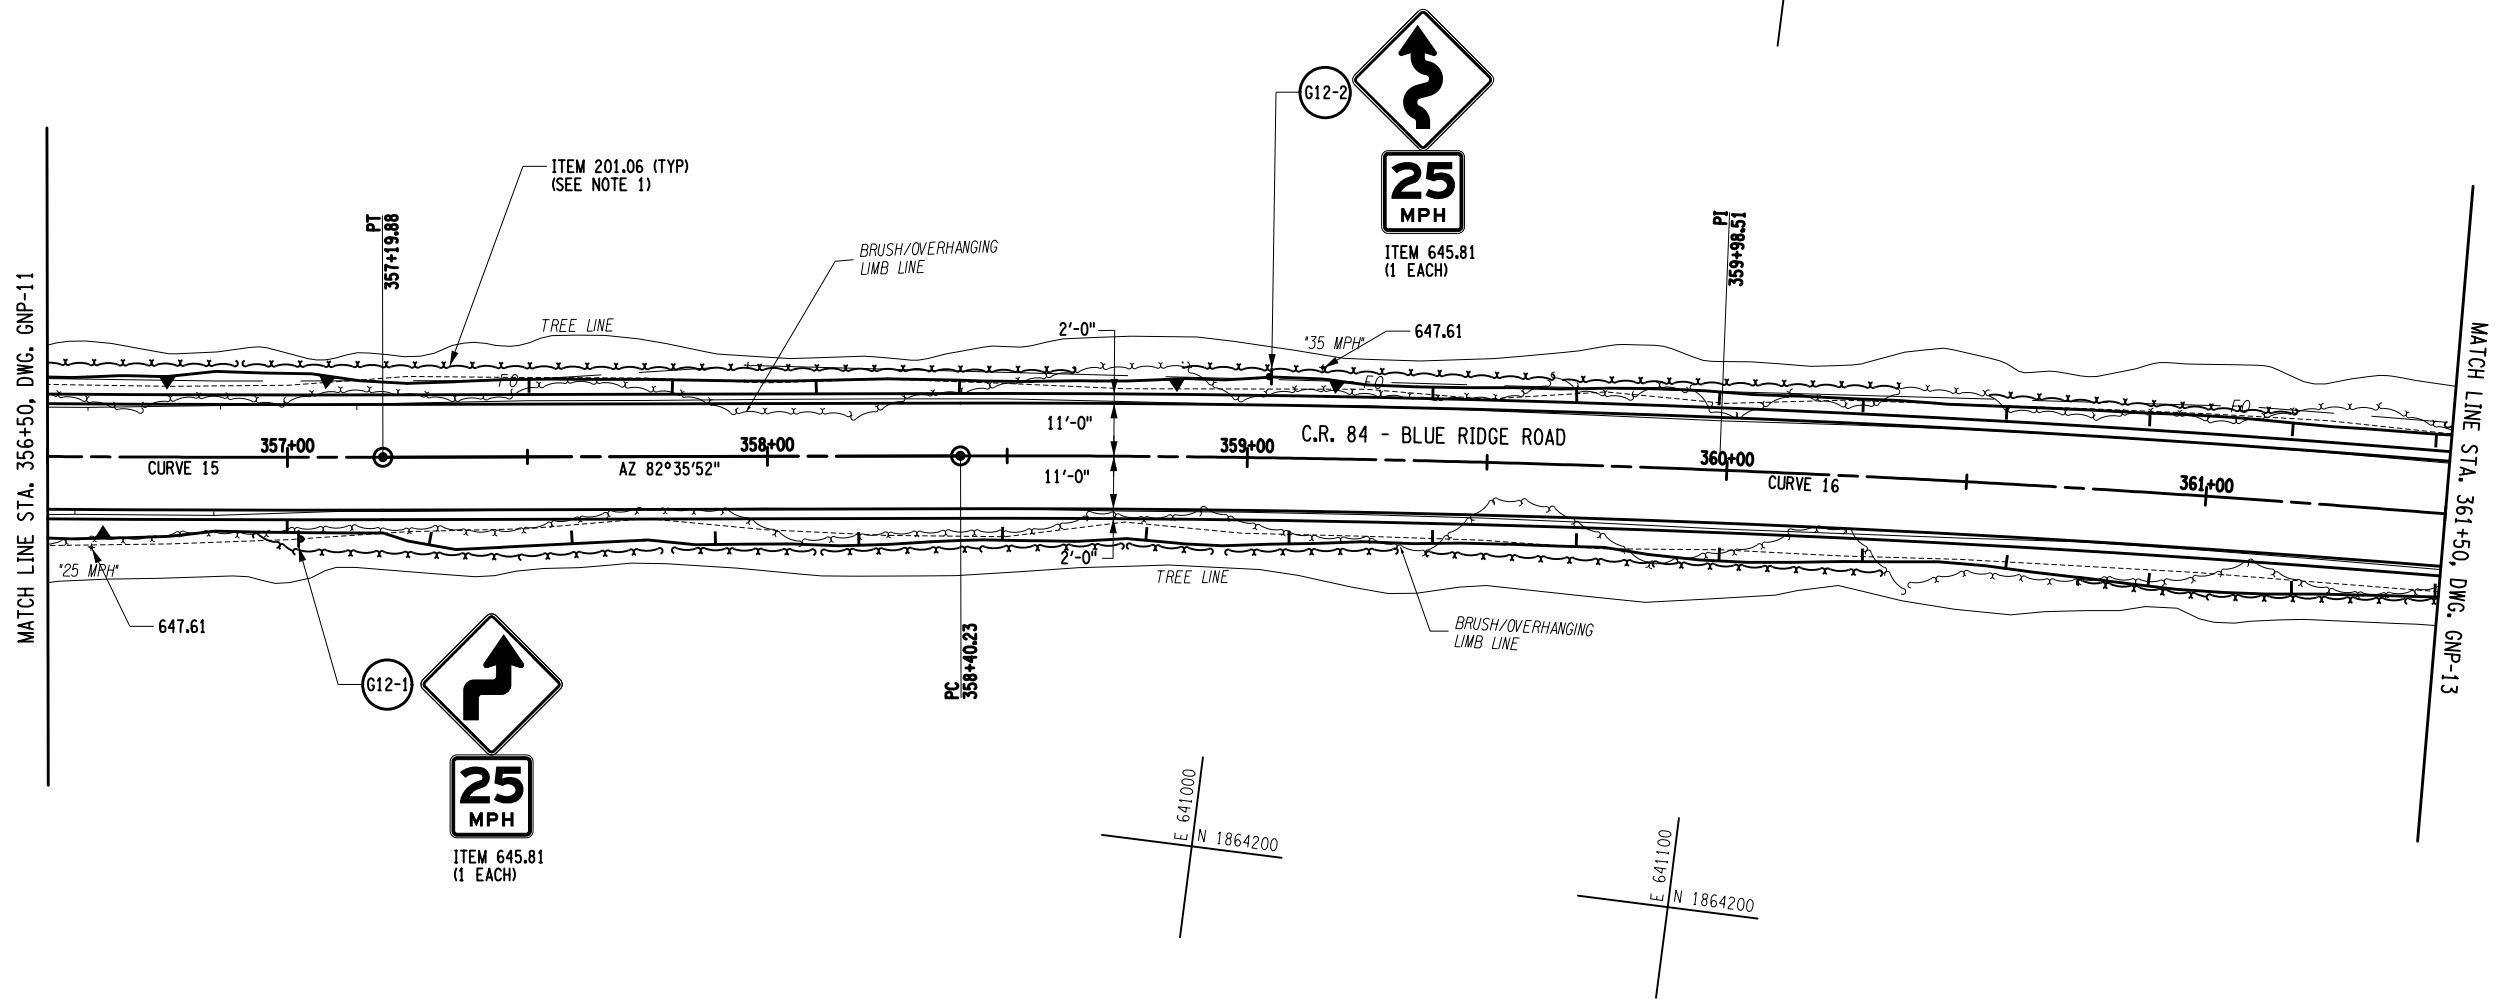 G12-2
25
MPH
ITEM 645.81
(1 EACH)
ITEM 201.06 (TYP)
(SEE NOTE 1)
PT
357+19.88
BRUSH/OVERHANGING
LIMB LINE
PI
359+98.51
MATCH LINE STA. 356+50, DWG. GNP-11
TREE LINE
2'-0"
"35 MPH"
647.61
FO
FO
FO
11'-0"
C.R. 84 - BLUE RIDGE ROAD
357+00
358+00
359+00
360+00
361+00
CURVE 15
AZ 82°35'52"
11'-0"
CURVE 16
MATCH LINE STA. 361+50, DWG. GNP-13
2'-0"
"25 MPH"
TREE LINE
647.61
BRUSH/OVERHANGING
LIMB LINE
PC
358+40.23
G12-1
25
MPH
ITEM 645.81
(1 EACH)
E 641000
N 1864200
E 641100
N 1864200